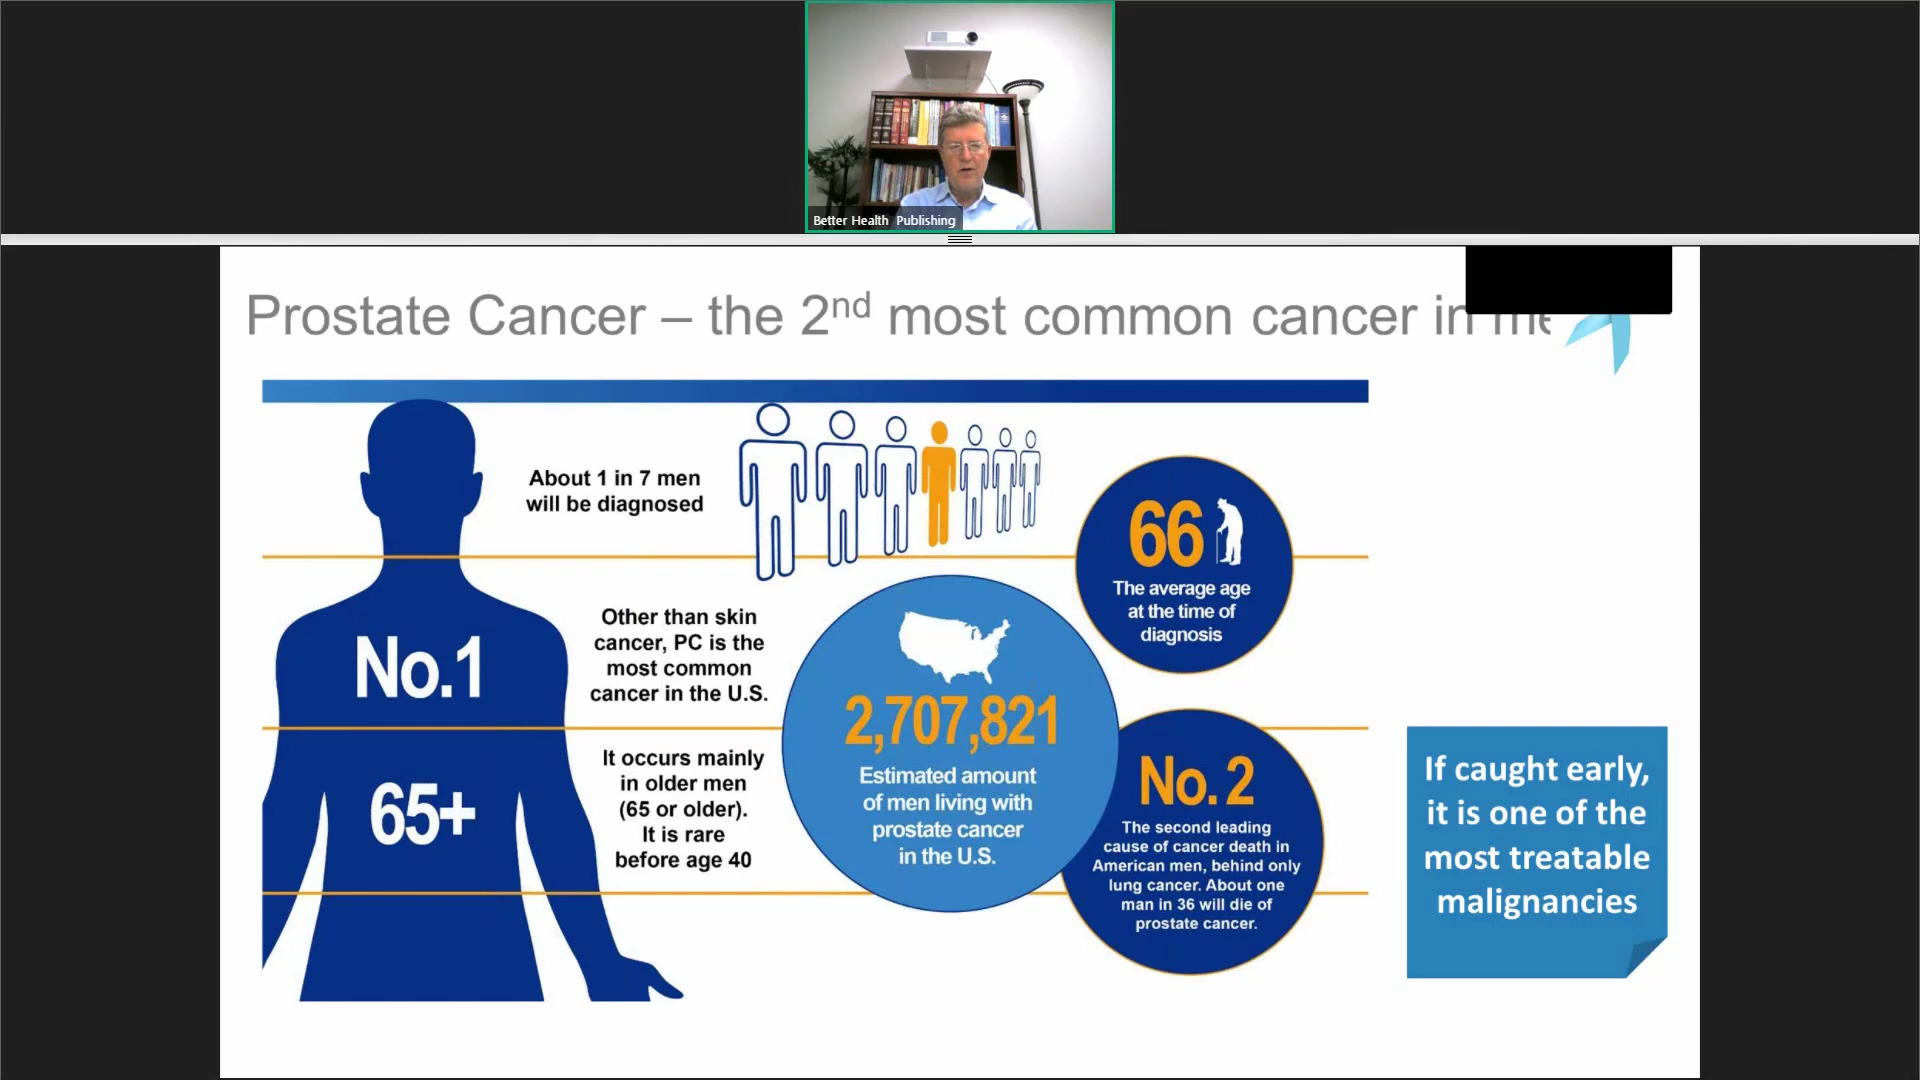 Better Health Publishing
Prostate Cancer – the 2nd most common cancer in
About 1 in 7 men
will be diagnosed
66
The average age
at the time of
diagnosis
No.1
Other than skin
cancer, PC is the
most common
cancer in the U.S.
2,707,821
Estimated amount
of men living with
prostate cancer
in the U.S.
65+
It occurs mainly
in older men
(65 or older).
It is rare
before age 40
No. 2
The second leading
cause of cancer death in
American men, behind only
lung cancer. About one
man in 36 will die of
prostate cancer.
If caught early,
it is one of the
most treatable
malignancies